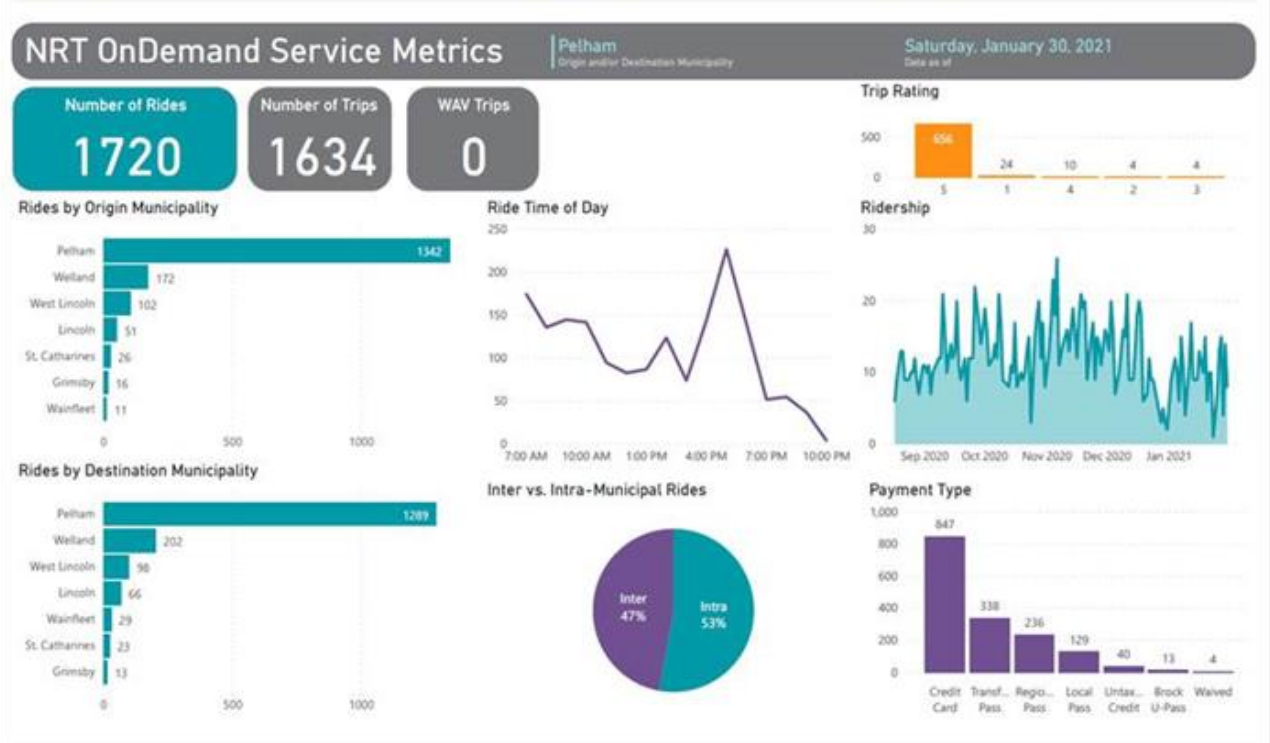 NRT OnDemand Service Metrics
Pelham
Origin and/or Destination Municipality
Saturday, January 30, 2021
Data as of
Number of Rides
1720
Number of Trips
1634
WAV Trips
0
Trip Rating
500
0
656
24
10
4
4
5
1
4
2
3
Rides by Origin Municipality
Pelham
1342
Welland
172
West Lincoln
102
Lincoln
51
St. Catharines
26
Grimsby
16
Wainfleet
11
0
500
1000
Ride Time of Day
250
200
150
100
50
0
7:00 AM
10:00 AM
1:00 PM
4:00 PM
7:00 PM
10:00 PM
Ridership
30
20
10
0
Sep 2020
Oct 2020
Nov 2020
Dec 2020
Jan 2021
Rides by Destination Municipality
Pelham
1289
Welland
202
West Lincoln
98
Lincoln
66
Wainfleet
29
St. Catharines
23
Grimsby
13
0
500
1000
Inter vs. Intra-Municipal Rides
Inter
47%
Intra
53%
Payment Type
1,000
800
600
400
200
0
847
338
236
129
40
13
4
Credit Card
Transf... Pass
Regio... Pass
Local Pass
Untax... Credit
Brock U-Pass
Waived